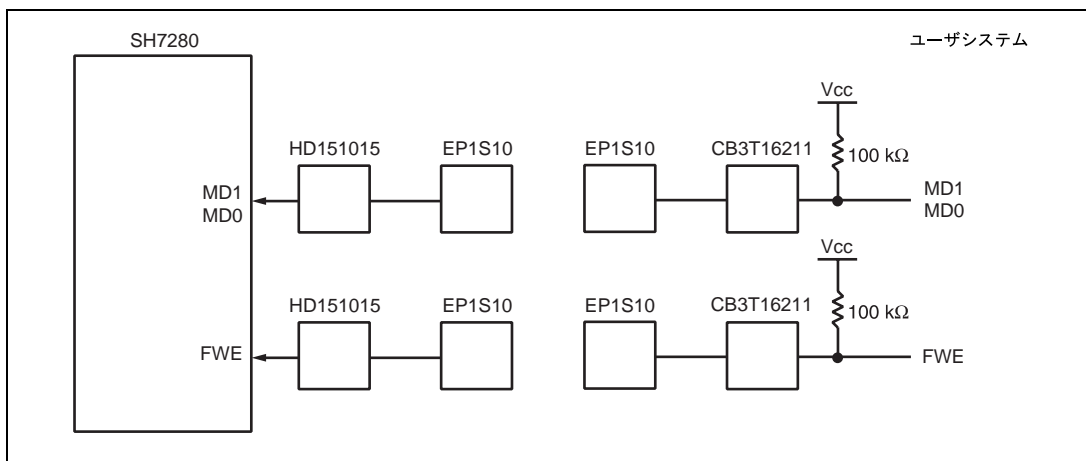 SH7280
ユーザシステム
Vcc
HD151015
EP1S10
EP1S10
CB3T16211
100 kΩ
MD1
MD0
MD1
MD0
Vcc
HD151015
EP1S10
EP1S10
CB3T16211
100 kΩ
FWE
FWE